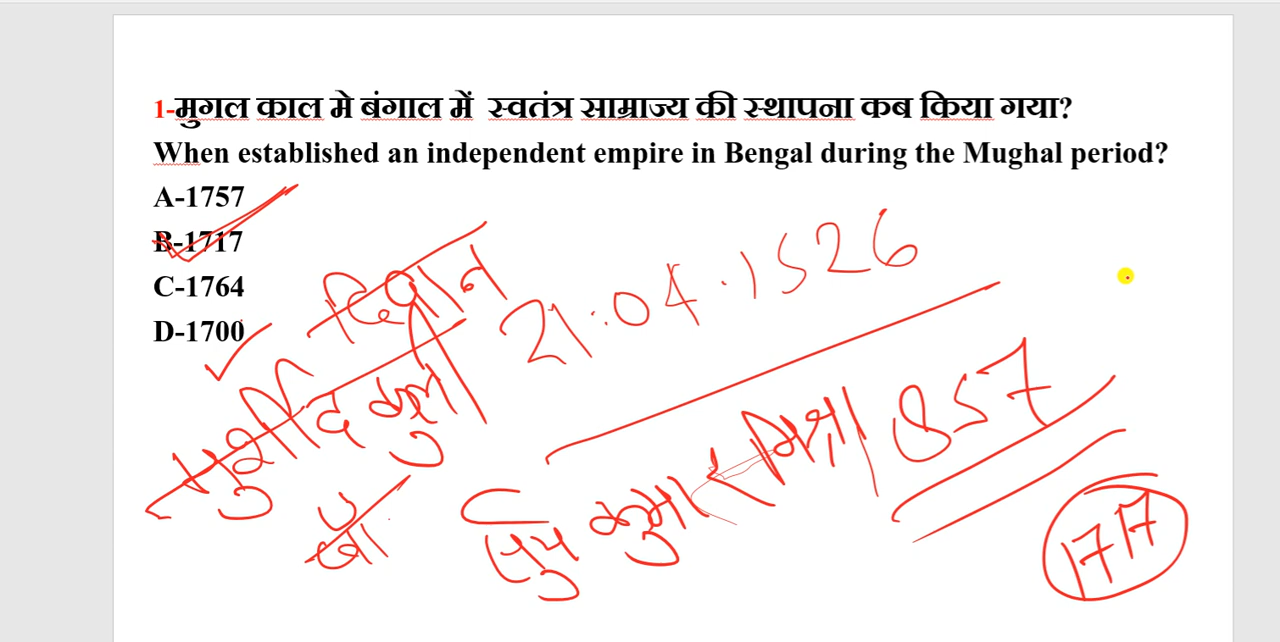 1-मुगल काल मे बंगाल में स्वतंत्र साम्राज्य की स्थापना कब किया गया?
When established an independent empire in Bengal during the Mughal period?
A-1757
B-1717
C-1764
D-1700
दिवान
21.04.1526
मुर्शीद कुली
खाँ
कुमार मिश्रा 857
1717